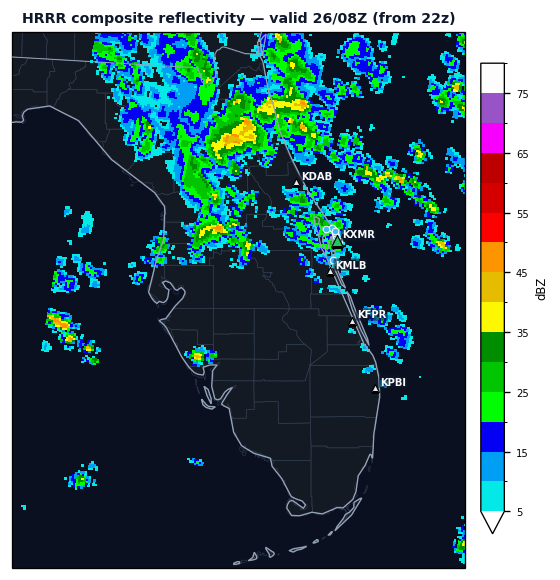 HRRR composite reflectivity — valid 26/08Z (from 22z)
KDAB
KXMR
KMLB
KFPR
KPBI
75
65
55
45
35
25
15
5
dBZ